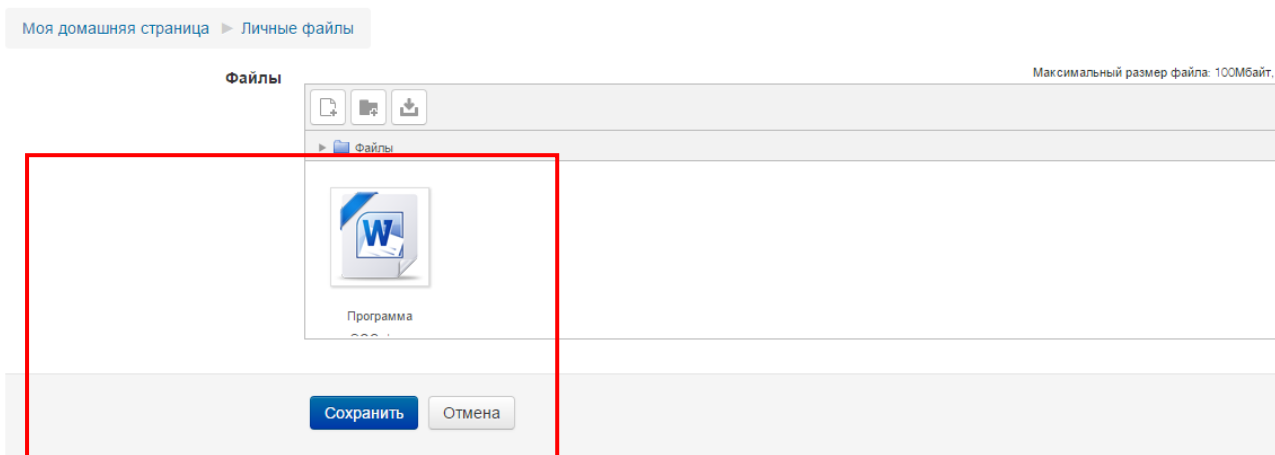 Моя домашняя страница ► Личные файлы
Максимальный размер файла: 100Мбайт,
Файлы
Файлы
W
Программа
Сохранить Отмена